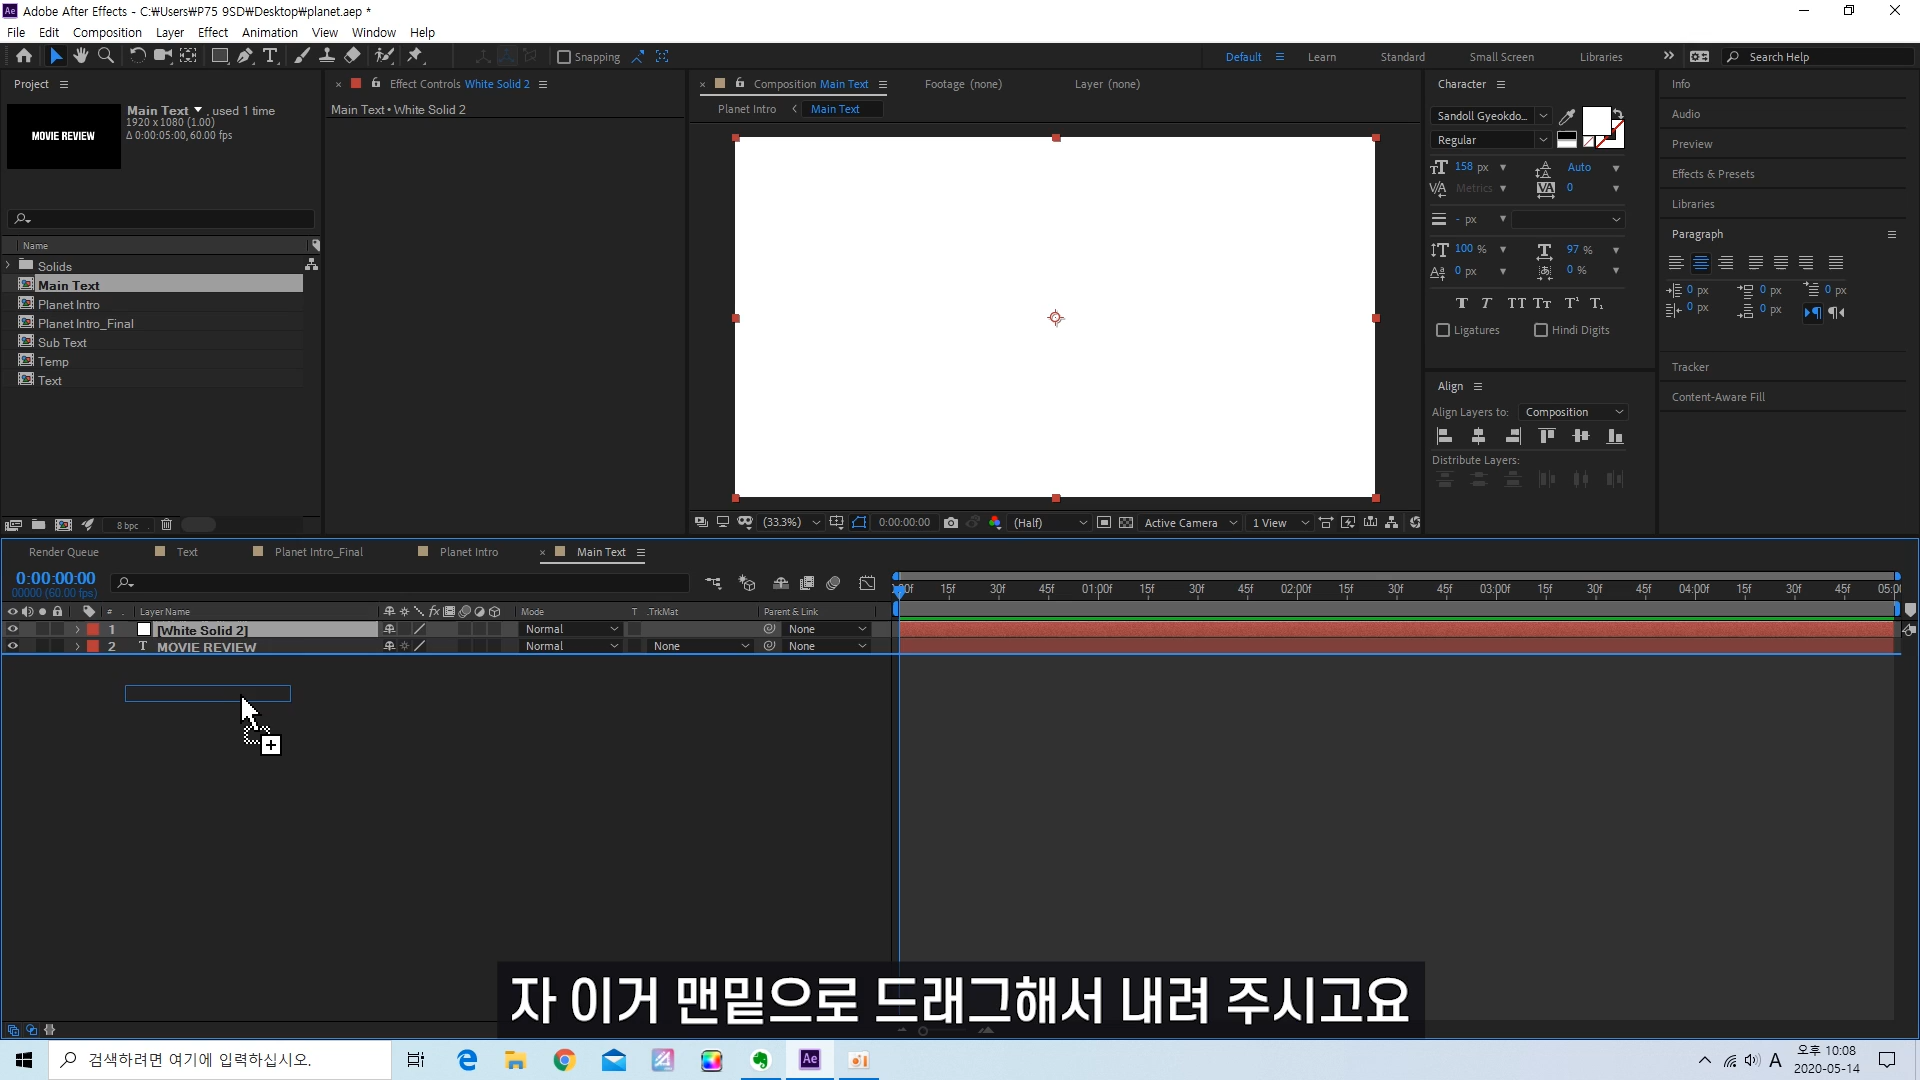 Adobe After Effects - C:₩Users₩P75 9SD₩Desktop₩planet.aep *
File Edit Composition Layer Effect Animation View Window Help
Snapping
Default Learn Standard Small Screen Libraries Search Help
Project
Main Text , used 1 time
1920 x 1080 (1.00)
Δ 0:00:05:00, 60.00 fps
MOVIE REVIEW
Name
Solids
Main Text
Planet Intro
Planet Intro_Final
Sub Text
Temp
Text
8 bpc
Effect Controls White Solid 2
Main Text • White Solid 2
Composition Main Text Footage (none) Layer (none)
Planet Intro Main Text
(33.3%) 0:00:00:00 (Half) Active Camera 1 View
Character
Sandoll Gyeokdo...
Regular
158 px Auto
Metrics 0
- px
100 % 97 %
0 px 0 %
Ligatures Hindi Digits
Align
Align Layers to: Composition
Distribute Layers:
Info
Audio
Preview
Effects & Presets
Libraries
Paragraph
0 px 0 px 0 px
0 px 0 px
Tracker
Content-Aware Fill
Render Queue Text Planet Intro_Final Planet Intro Main Text
0:00:00:00
00000 (60.00 fps)
# Layer Name Mode T .TrkMat Parent & Link
1 [White Solid 2] Normal None
2 T MOVIE REVIEW Normal None None
15f 30f 45f 01:00f 15f 30f 45f 02:00f 15f 30f 45f 03:00f 15f 30f 45f 04:00f 15f 30f 45f
자 이거 맨밑으로 드래그해서 내려 주시고요
검색하려면 여기에 입력하십시오.
A
오후 10:08
2020-05-14